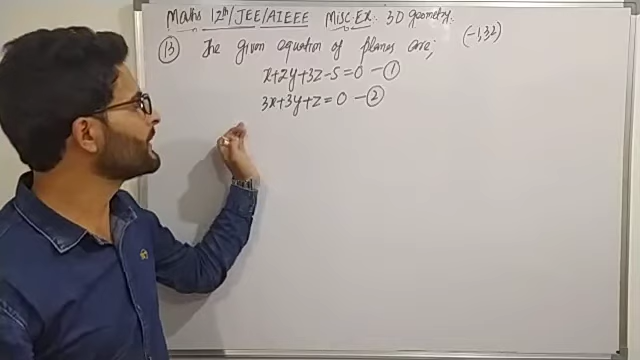 Maths 12th/JEE/AIEEE Misc.Ex. 3D geometry.
(13) The given equation of planes are; (-1,3,2)
x+2y+3z-5=0 -(1)
3x+3y+z=0 -(2)